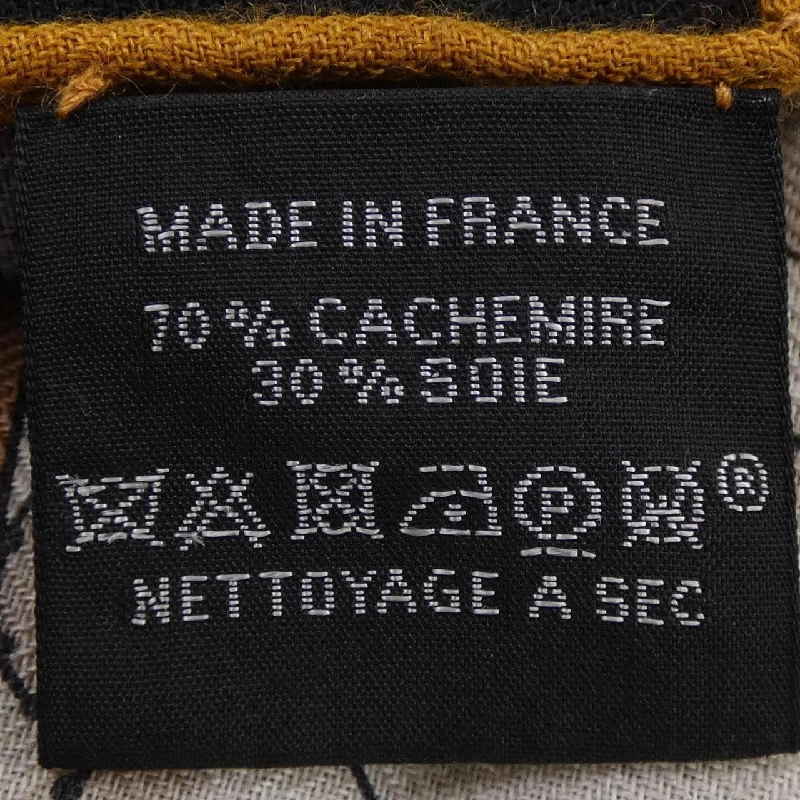 MADE IN FRANCE
70 % CACHEMIRE
30 % SOIE
P W ®
NETTOYAGE A SEC